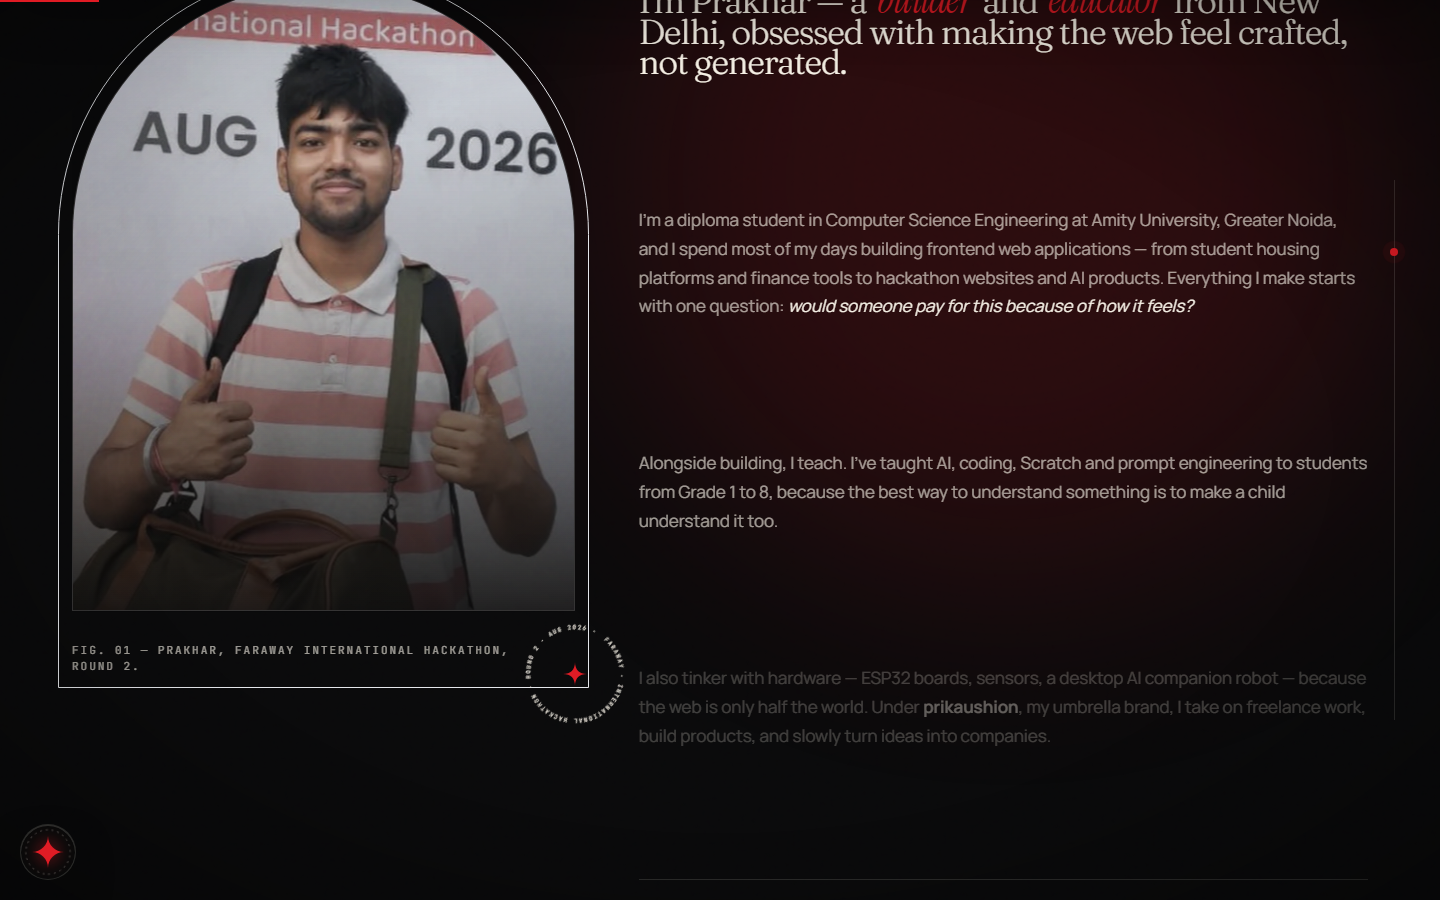 national Hackathon
AUG 2026
FIG. 01 — PRAKHAR, FARAWAY INTERNATIONAL HACKATHON,
ROUND 2.
ROUND 2 · AUG 2026 · FARAWAY · INTERNATIONAL HACKATHON
I'm Prakhar — a builder and educator from New
Delhi, obsessed with making the web feel crafted,
not generated.
I'm a diploma student in Computer Science Engineering at Amity University, Greater Noida,
and I spend most of my days building frontend web applications — from student housing
platforms and finance tools to hackathon websites and AI products. Everything I make starts
with one question: would someone pay for this because of how it feels?
Alongside building, I teach. I've taught AI, coding, Scratch and prompt engineering to students
from Grade 1 to 8, because the best way to understand something is to make a child
understand it too.
I also tinker with hardware — ESP32 boards, sensors, a desktop AI companion robot — because
the web is only half the world. Under prikaushion, my umbrella brand, I take on freelance work,
build products, and slowly turn ideas into companies.